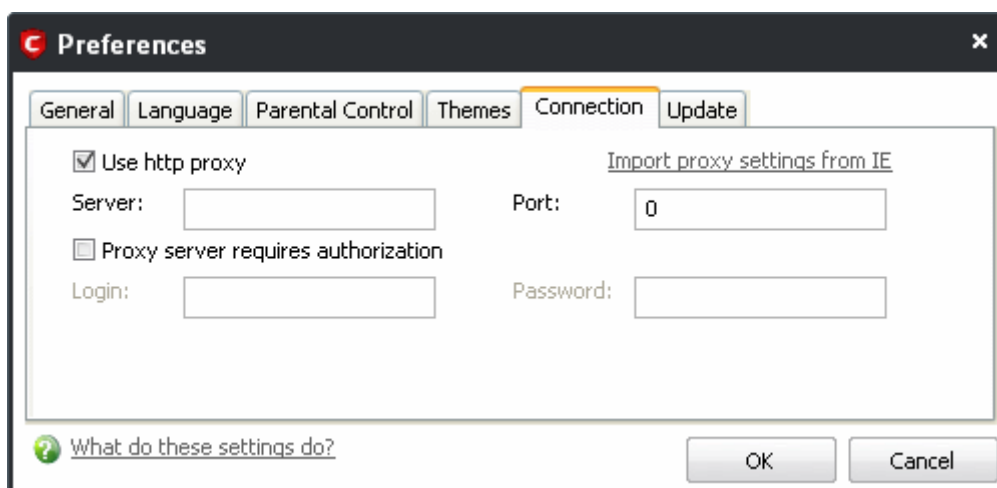 Preferences
General Language Parental Control Themes Connection Update
Use http proxy Import proxy settings from IE
Server: Port: 0
Proxy server requires authorization
Login: Password:
What do these settings do? OK Cancel